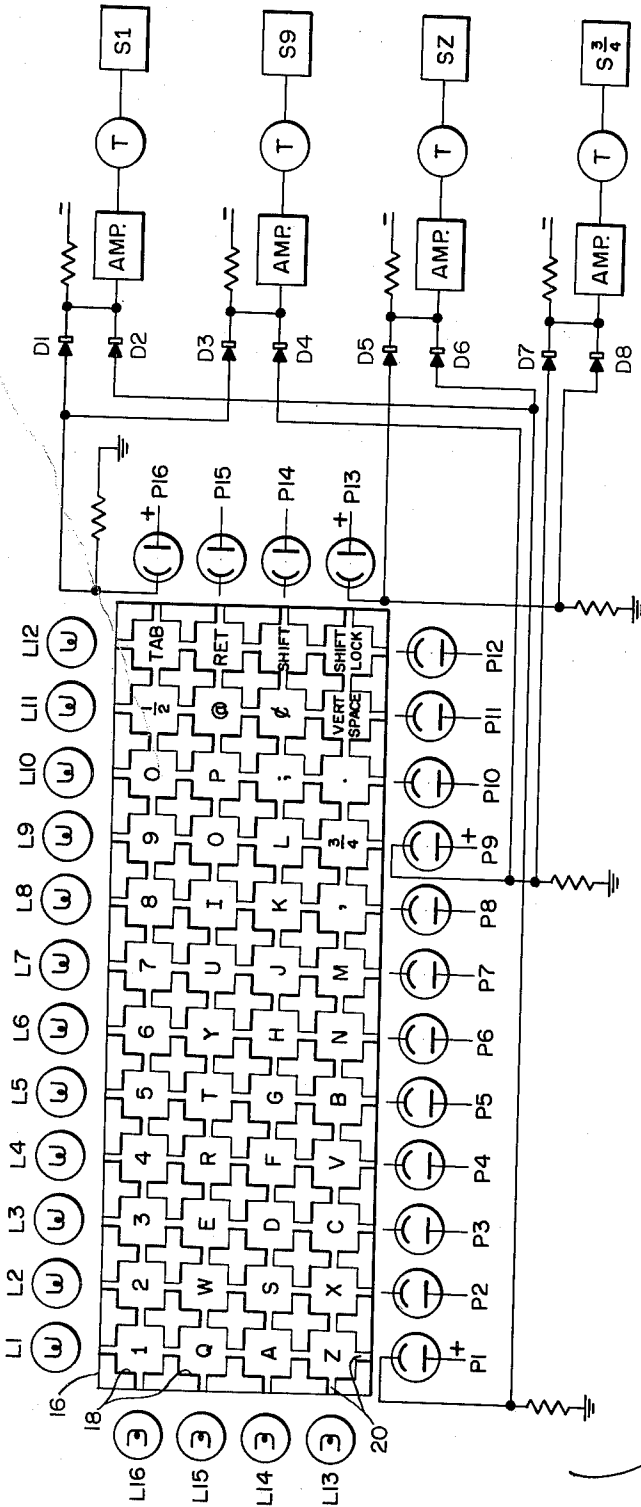 L1 L2 L3 L4 L5 L6 L7 L8 L9 L10 L11 L12
16
18
L16 1 2 3 4 5 6 7 8 9 0 1/2 TAB P16 +
L15 Q W E R T Y U I O P @ RET P15
L14 A S D F G H J K L ; ¢ SHIFT P14
L13 Z X C V B N M , 3/4 . VERT SPACE SHIFT LOCK P13 +
20
P1 + P2 P3 P4 P5 P6 P7 P8 P9 + P10 P11 P12
D1
D2
AMP. T S1
D3
D4
AMP. T S9
D5
D6
AMP. T SZ
D7
D8
AMP. T S 3/4